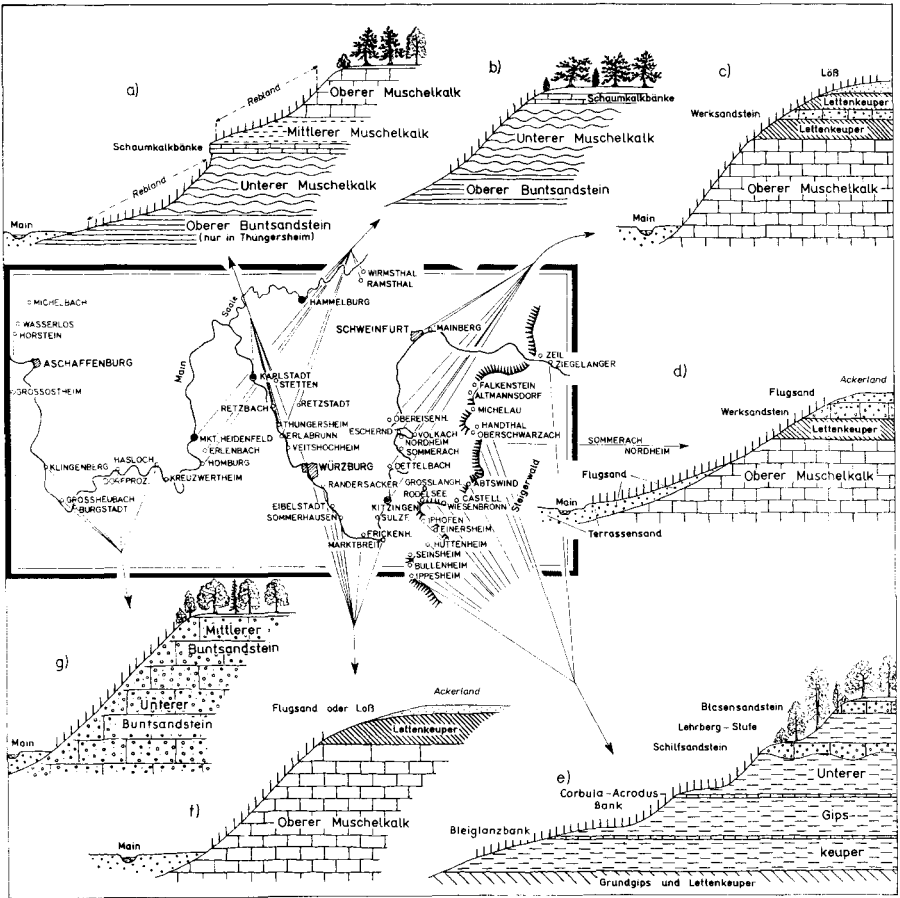 a)
Rebland
Oberer Muschelkalk
Mittlerer Muschelkalk
Schaumkalkbänke
Rebland
Unterer Muschelkalk
Main
Oberer Buntsandstein
(nur in Thüngersheim)
b)
Schaumkalkbänke
Unterer Muschelkalk
Oberer Buntsandstein
c)
Löß
Lettenkeuper
Werksandstein
Lettenkeuper
Oberer Muschelkalk
Main
MICHELBACH
WASSERLOS
HÖRSTEIN
ASCHAFFENBURG
GROSSOSTHEIM
KLINGENBERG
HASLOCH
DORFPROZ.
GROSSHEUBACH
BÜRGSTADT
KREUZWERTHEIM
Main
Saale
WIRMSTHAL
RAMSTHAL
HAMMELBURG
KARLSTADT
STETTEN
RETZBACH
RETZSTADT
THÜNGERSHEIM
MKT. HEIDENFELD
ERLABRUNN
ERLENBACH
VEITSHÖCHHEIM
HOMBURG
WÜRZBURG
RANDERSACKER
EIBELSTADT
SOMMERHAUSEN
MARKTBREIT
FRICKENH.
SULZF.
KITZINGEN
SCHWEINFURT
MAINBERG
ZEIL
ZIEGELANGER
FALKENSTEIN
ALTMANNSDORF
MICHELAU
OBEREISENH.
HANDTHAL
ESCHERND.
VOLKACH
OBERSCHWARZACH
NORDHEIM
SOMMERACH
DETTELBACH
GROSSLANGH.
ABTSWIND
RÖDELSEE
CASTELL
WIESENBRONN
IPHOFEN
EINERSHEIM
HÜTTENHEIM
SEINSHEIM
BULLENHEIM
IPPESHEIM
Steigerwald
d)
Flugsand
Ackerland
Werksandstein
Lettenkeuper
SOMMERACH
NORDHEIM
Oberer Muschelkalk
Flugsand
Main
Terrassensand
g)
Mittlerer
Buntsandstein
Unterer
Buntsandstein
Main
f)
Flugsand oder Löß
Ackerland
Lettenkeuper
Oberer Muschelkalk
Main
e)
Blasensandstein
Lehrberg-Stufe
Schilfsandstein
Unterer
Corbula-Acrodus-
Bank
Gips
Bleiglanzbank
keuper
Grundgips und Lettenkeuper